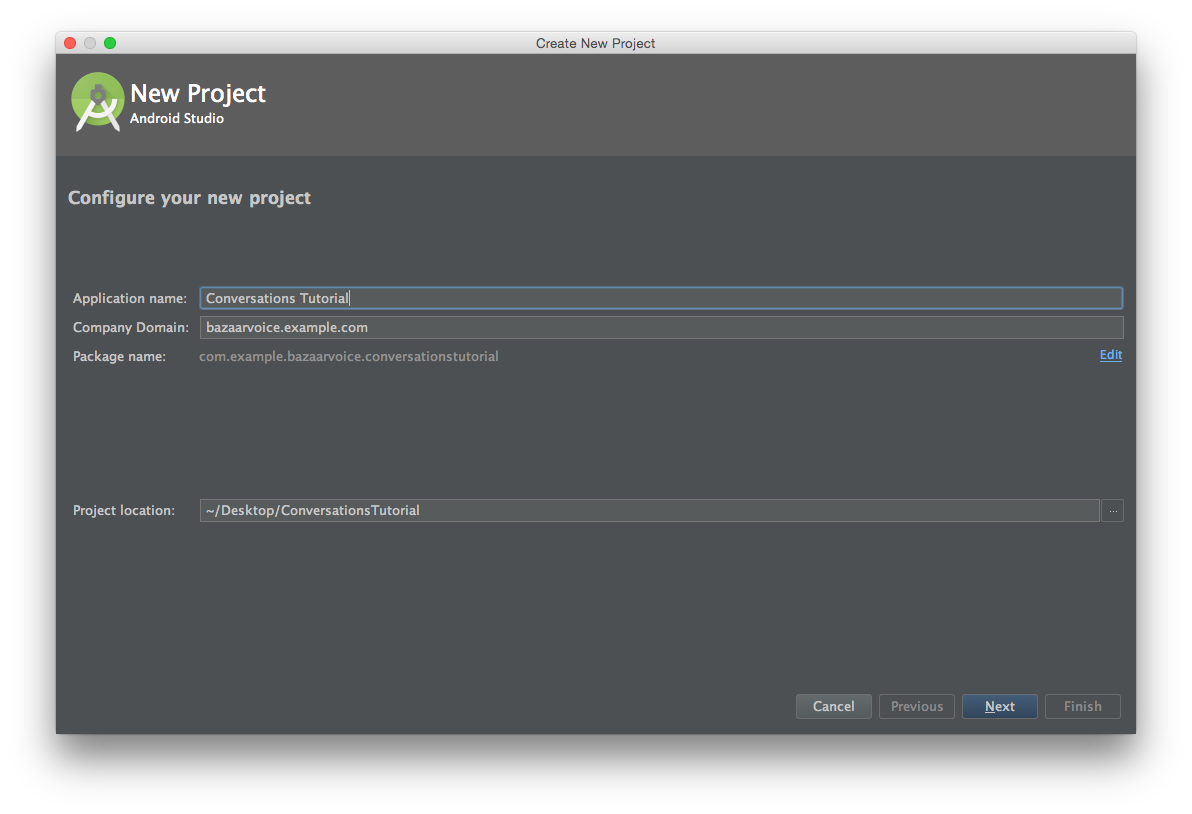 Create New Project
New Project
Android Studio
Configure your new project
Application name: Conversations Tutorial
Company Domain: bazaarvoice.example.com
Package name: com.example.bazaarvoice.conversationstutorial Edit
Project location: ~/Desktop/ConversationsTutorial ...
Cancel Previous Next Finish